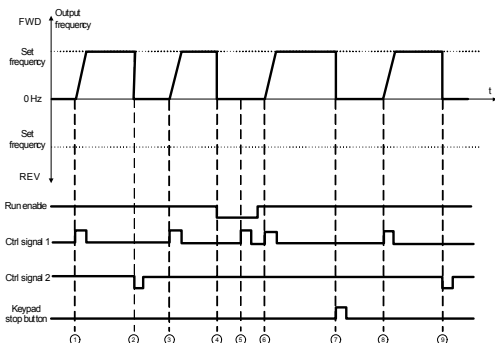 FWD
Output
frequency
Set
frequency
0 Hz
t
Set
frequency
REV
Run enable
Ctrl signal 1
Ctrl signal 2
Keypad
stop button
1 2 3 4 5 6 7 8 9